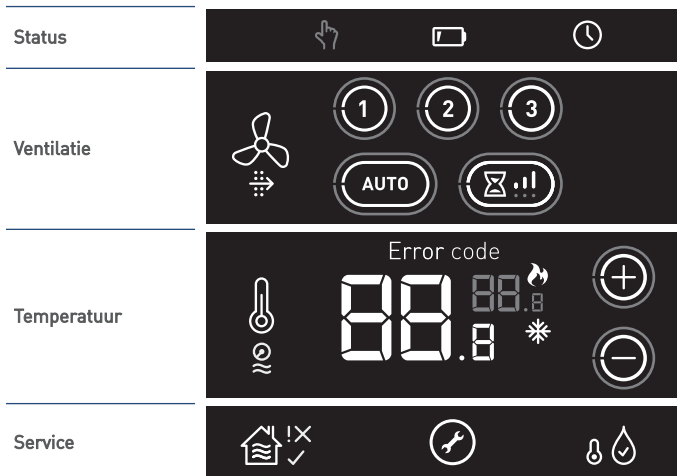 Status
Ventilatie
1 2 3
AUTO
Temperatuur
Error code
88.8
88.8
Service